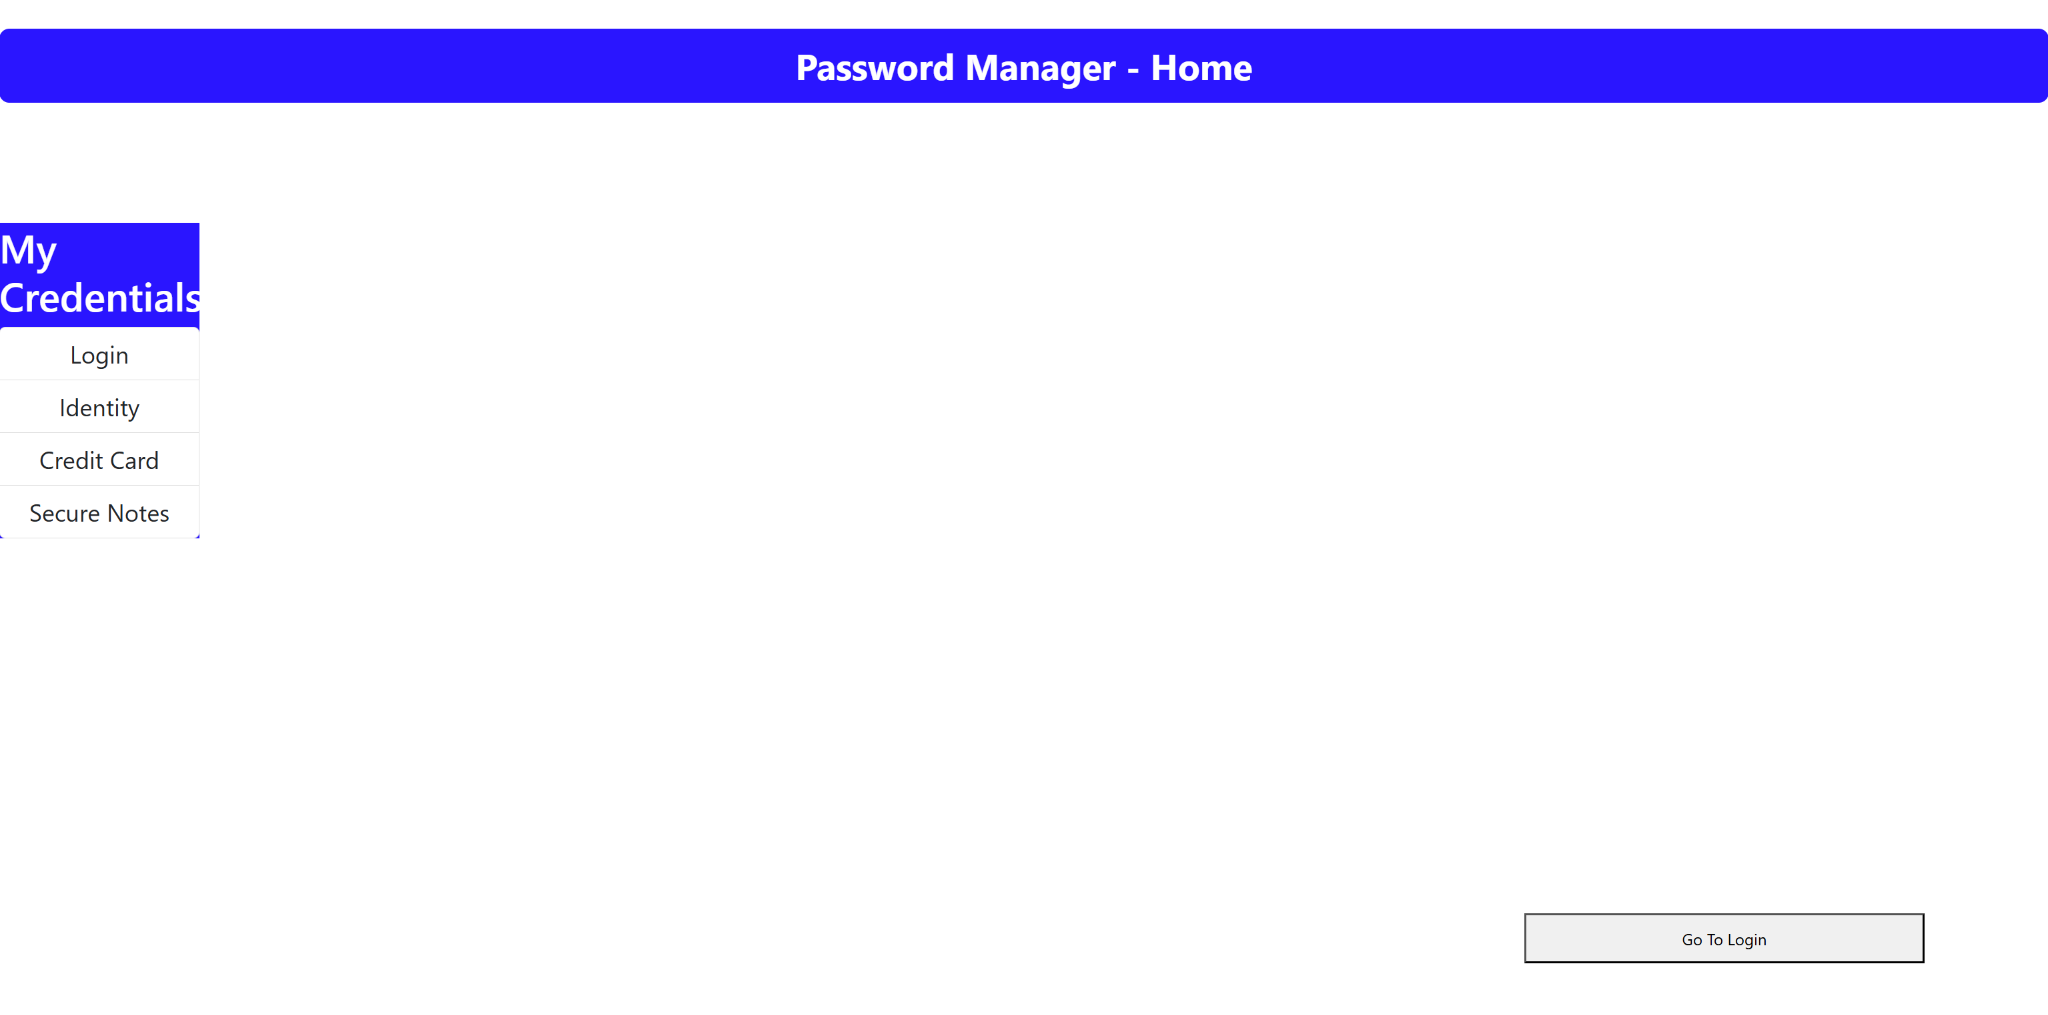 Password Manager - Home
My
Credentials
Login
Identity
Credit Card
Secure Notes
Go To Login